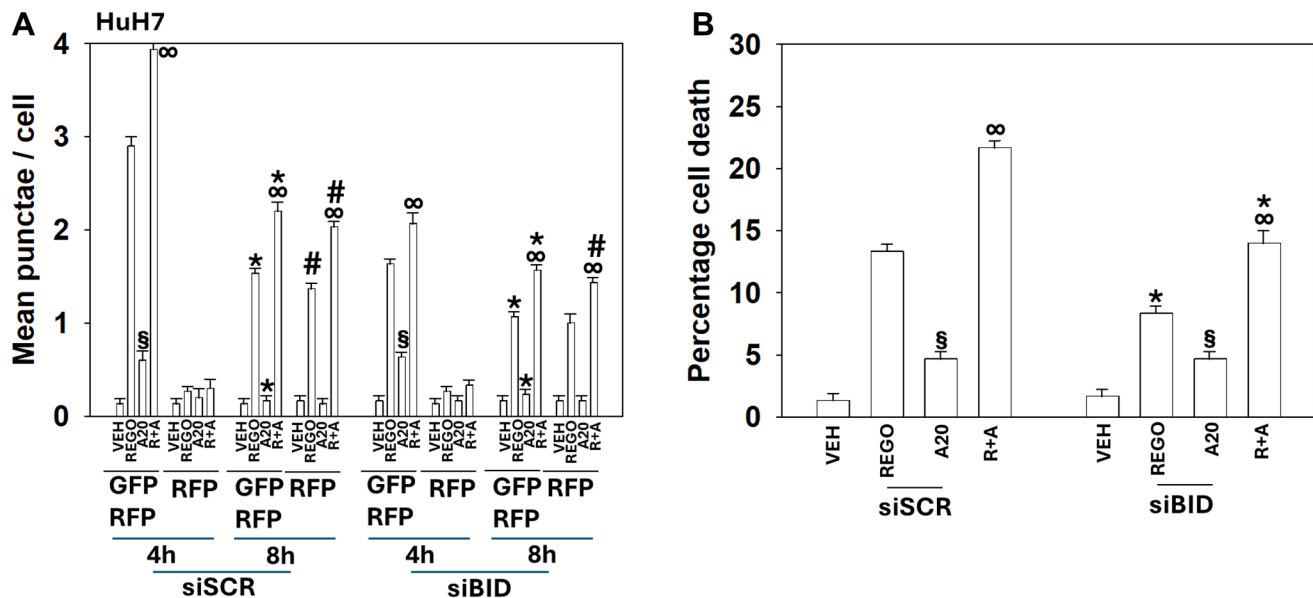 A
HuH7
Mean punctae / cell
4
3
2
1
0
∞
§
*
*
*
∞
#
#
∞
§
∞
*
*
*
∞
#
∞
VEH
REGO
A20
R+A
VEH
REGO
A20
R+A
VEH
REGO
A20
R+A
VEH
REGO
A20
R+A
VEH
REGO
A20
R+A
VEH
REGO
A20
R+A
VEH
REGO
A20
R+A
VEH
REGO
A20
R+A
GFP RFP GFP RFP GFP RFP GFP RFP
RFP RFP RFP RFP
4h 8h 4h 8h
siSCR siBID
B
Percentage cell death
30
25
20
15
10
5
0
§
∞
*
§
*
∞
VEH
REGO
A20
R+A
VEH
REGO
A20
R+A
siSCR siBID